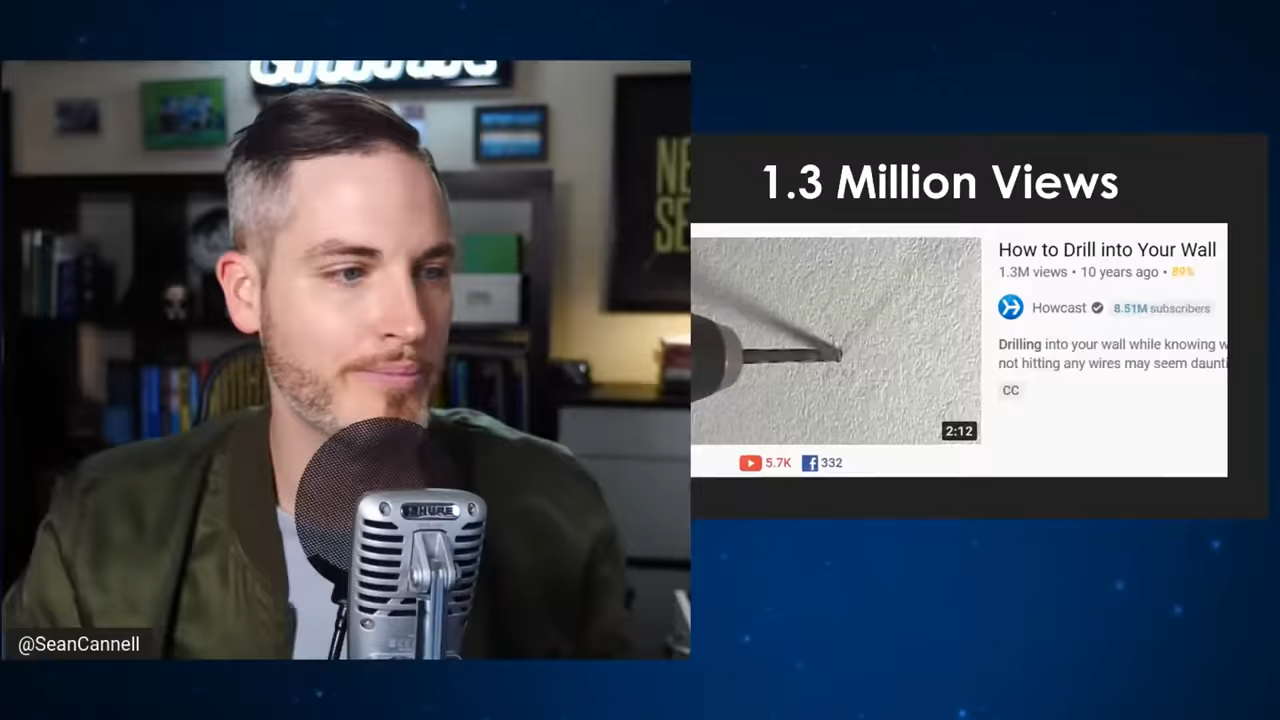 NE
SE
SHURE
@SeanCannell
1.3 Million Views
How to Drill into Your Wall
1.3M views • 10 years ago • 89%
Howcast 8.51M subscribers
Drilling into your wall while knowing w
not hitting any wires may seem daunti
CC
2:12
5.7K 332